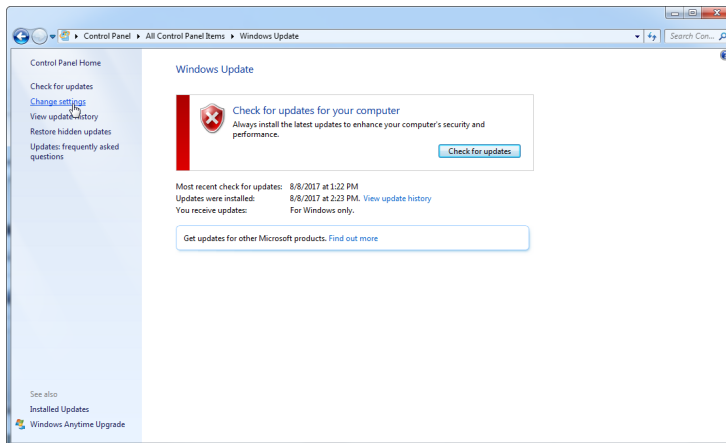 Control Panel ▸ All Control Panel Items ▸ Windows Update
Search Con...
Control Panel Home
Check for updates
Change settings
View update history
Restore hidden updates
Updates: frequently asked
questions
See also
Installed Updates
Windows Anytime Upgrade
Windows Update
Check for updates for your computer
Always install the latest updates to enhance your computer's security and
performance.
Check for updates
Most recent check for updates: 8/8/2017 at 1:22 PM
Updates were installed: 8/8/2017 at 2:23 PM. View update history
You receive updates: For Windows only.
Get updates for other Microsoft products. Find out more